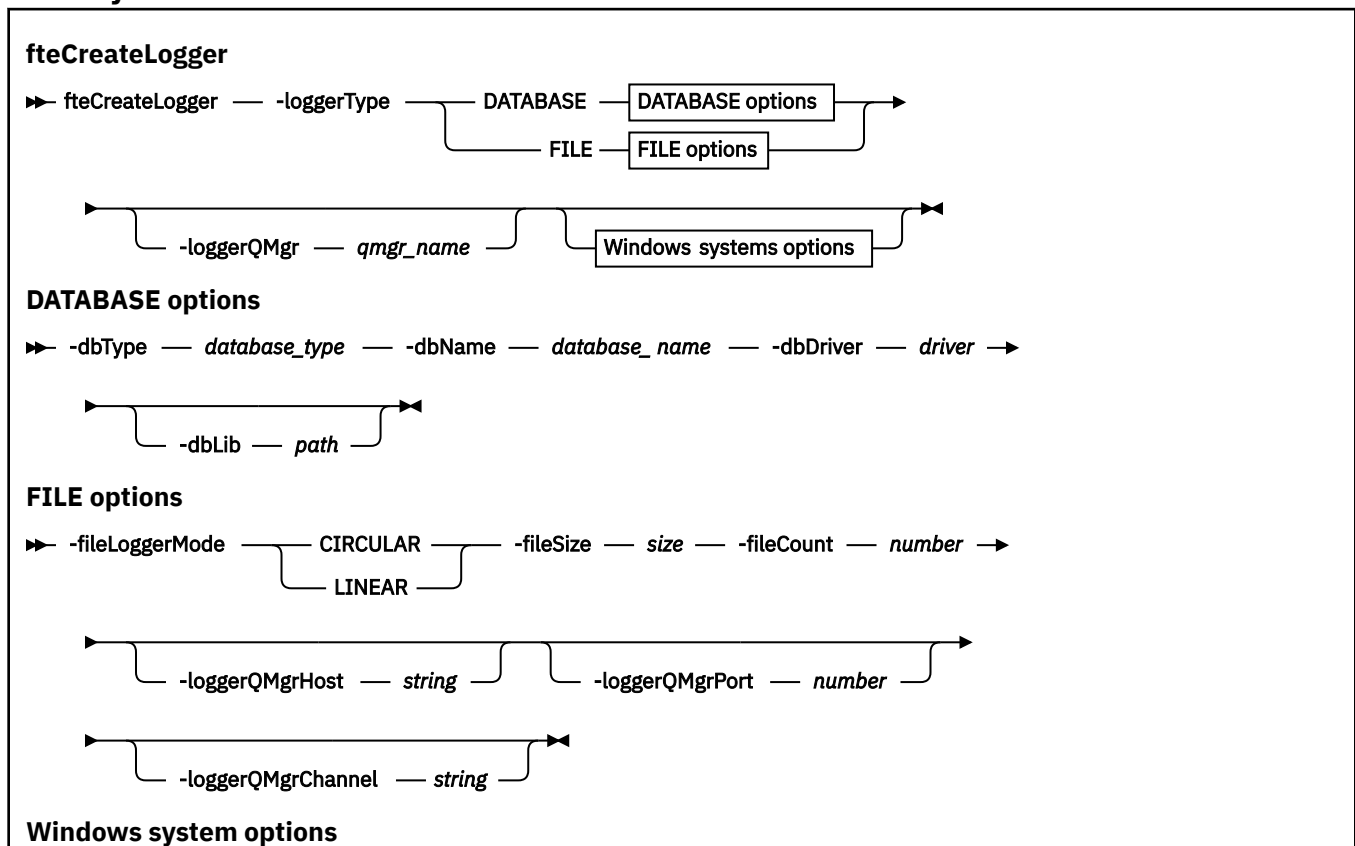 fteCreateLogger
fteCreateLogger -loggerType DATABASE DATABASE options
FILE FILE options
-loggerQMgr qmgr_name Windows systems options
DATABASE options
-dbType database_type -dbName database_ name -dbDriver driver
-dbLib path
FILE options
-fileLoggerMode CIRCULAR -fileSize size -fileCount number
LINEAR
-loggerQMgrHost string -loggerQMgrPort number
-loggerQMgrChannel string
Windows system options